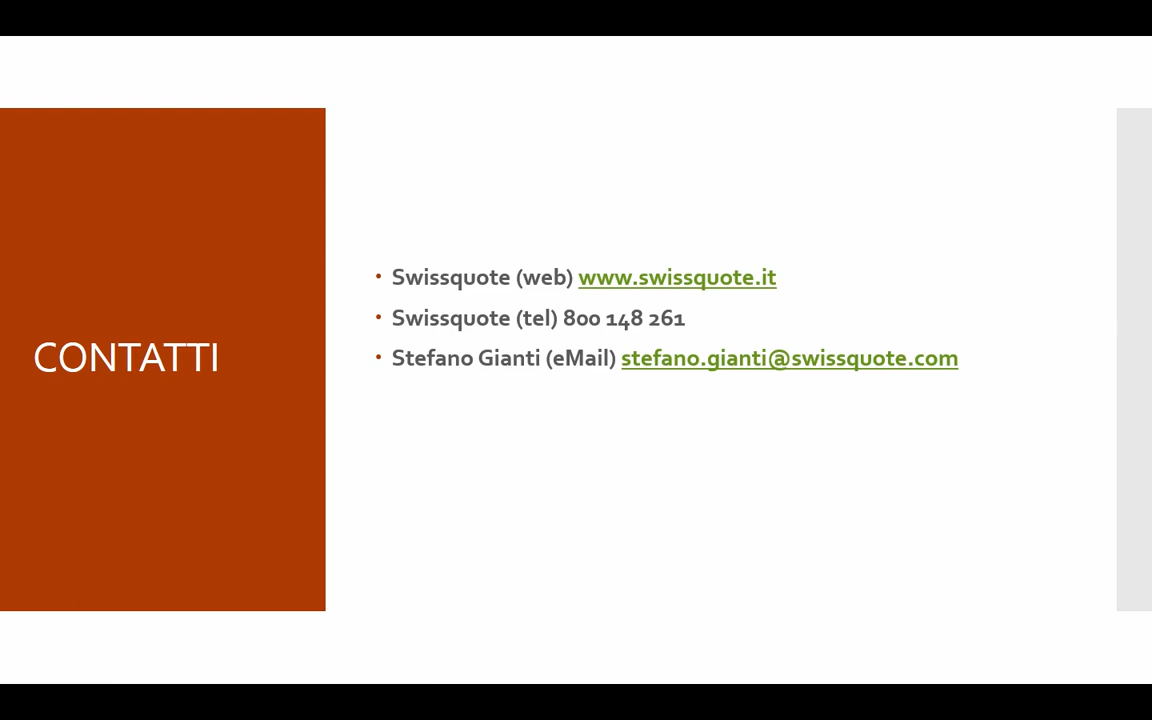 CONTATTI
• Swissquote (web) www.swissquote.it
• Swissquote (tel) 800 148 261
• Stefano Gianti (eMail) stefano.gianti@swissquote.com